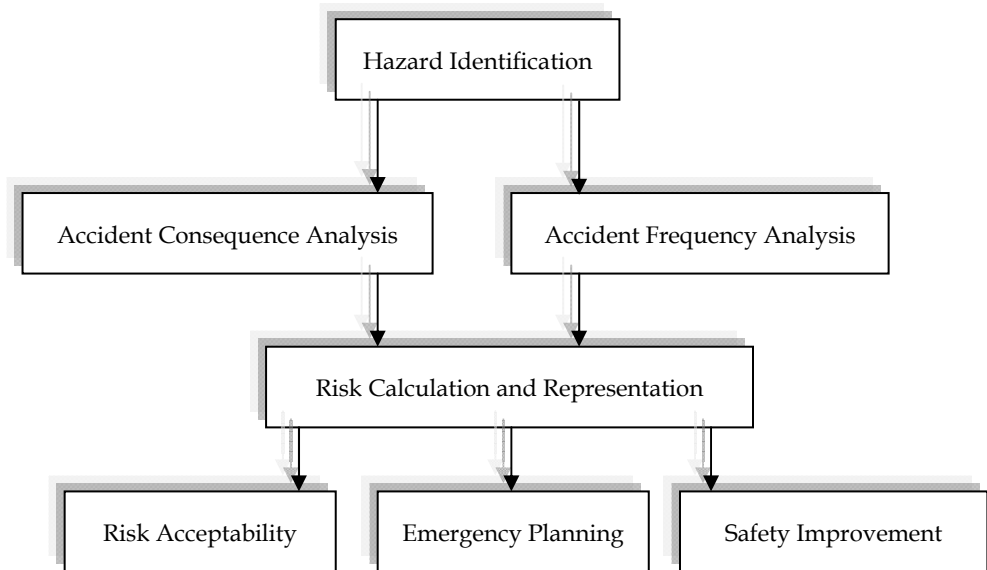 Hazard Identification
Accident Consequence Analysis
Accident Frequency Analysis
Risk Calculation and Representation
Risk Acceptability
Emergency Planning
Safety Improvement